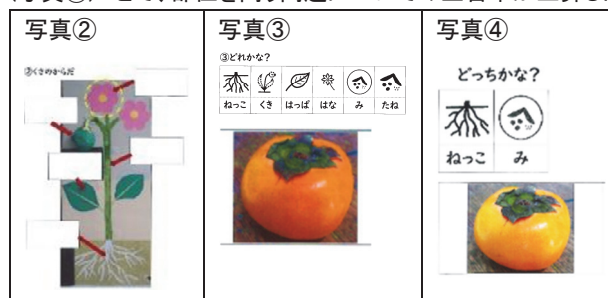 写真②
②くさのからだ
写真③
③どれかな?
ねっこ くき はっぱ はな み たね
写真④
どっちかな?
ねっこ み